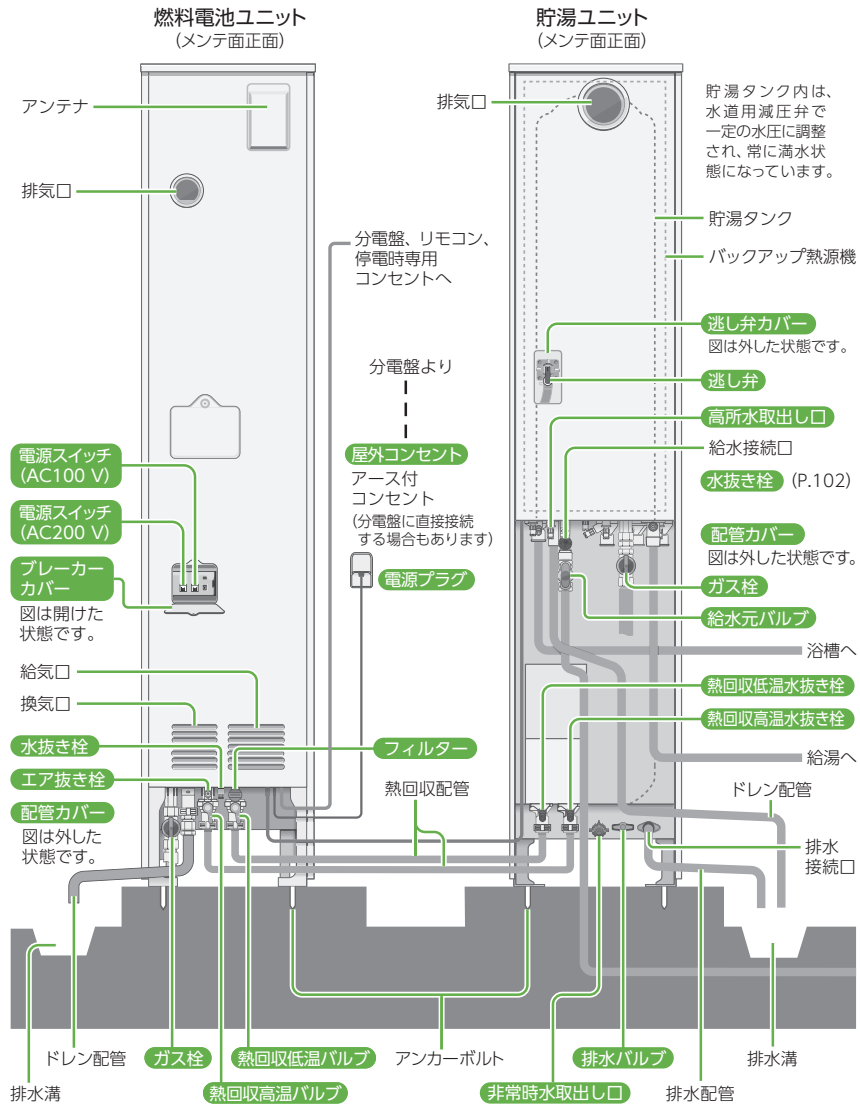 燃料電池ユニット
（メンテ面正面）
貯湯ユニット
（メンテ面正面）
アンテナ
排気口
排気口
貯湯タンク内は、
水道用減圧弁で
一定の水圧に調整
され、常に満水状
態になっています。
貯湯タンク
バックアップ熱源機
分電盤、リモコン、
停電時専用
コンセントへ
逃し弁カバー
図は外した状態です。
逃し弁
分電盤より
高所水取出し口
電源スイッチ
（AC100 V）
屋外コンセント
アース付
コンセント
（分電盤に直接接続
する場合もあります）
給水接続口
水抜き栓 （P.102）
電源スイッチ
（AC200 V）
配管カバー
図は外した状態です。
ブレーカー
カバー
図は開けた
状態です。
電源プラグ
ガス栓
給水元バルブ
浴槽へ
給気口
換気口
熱回収低温水抜き栓
熱回収高温水抜き栓
水抜き栓
フィルター
給湯へ
エア抜き栓
熱回収配管
ドレン配管
配管カバー
図は外した
状態です。
排水
接続口
ドレン配管
ガス栓
熱回収低温バルブ
アンカーボルト
排水バルブ
排水溝
排水溝
熱回収高温バルブ
非常時水取出し口
排水配管